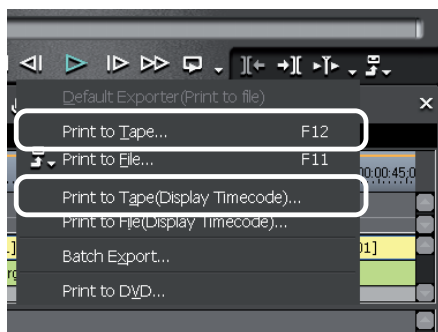 Default Exporter(Print to file)
Print to Tape... F12
Print to File... F11
00:00:45;0
Print to Tape(Display Timecode)...
Print to File(Display Timecode)...
Batch Export...
01]
Print to DVD...